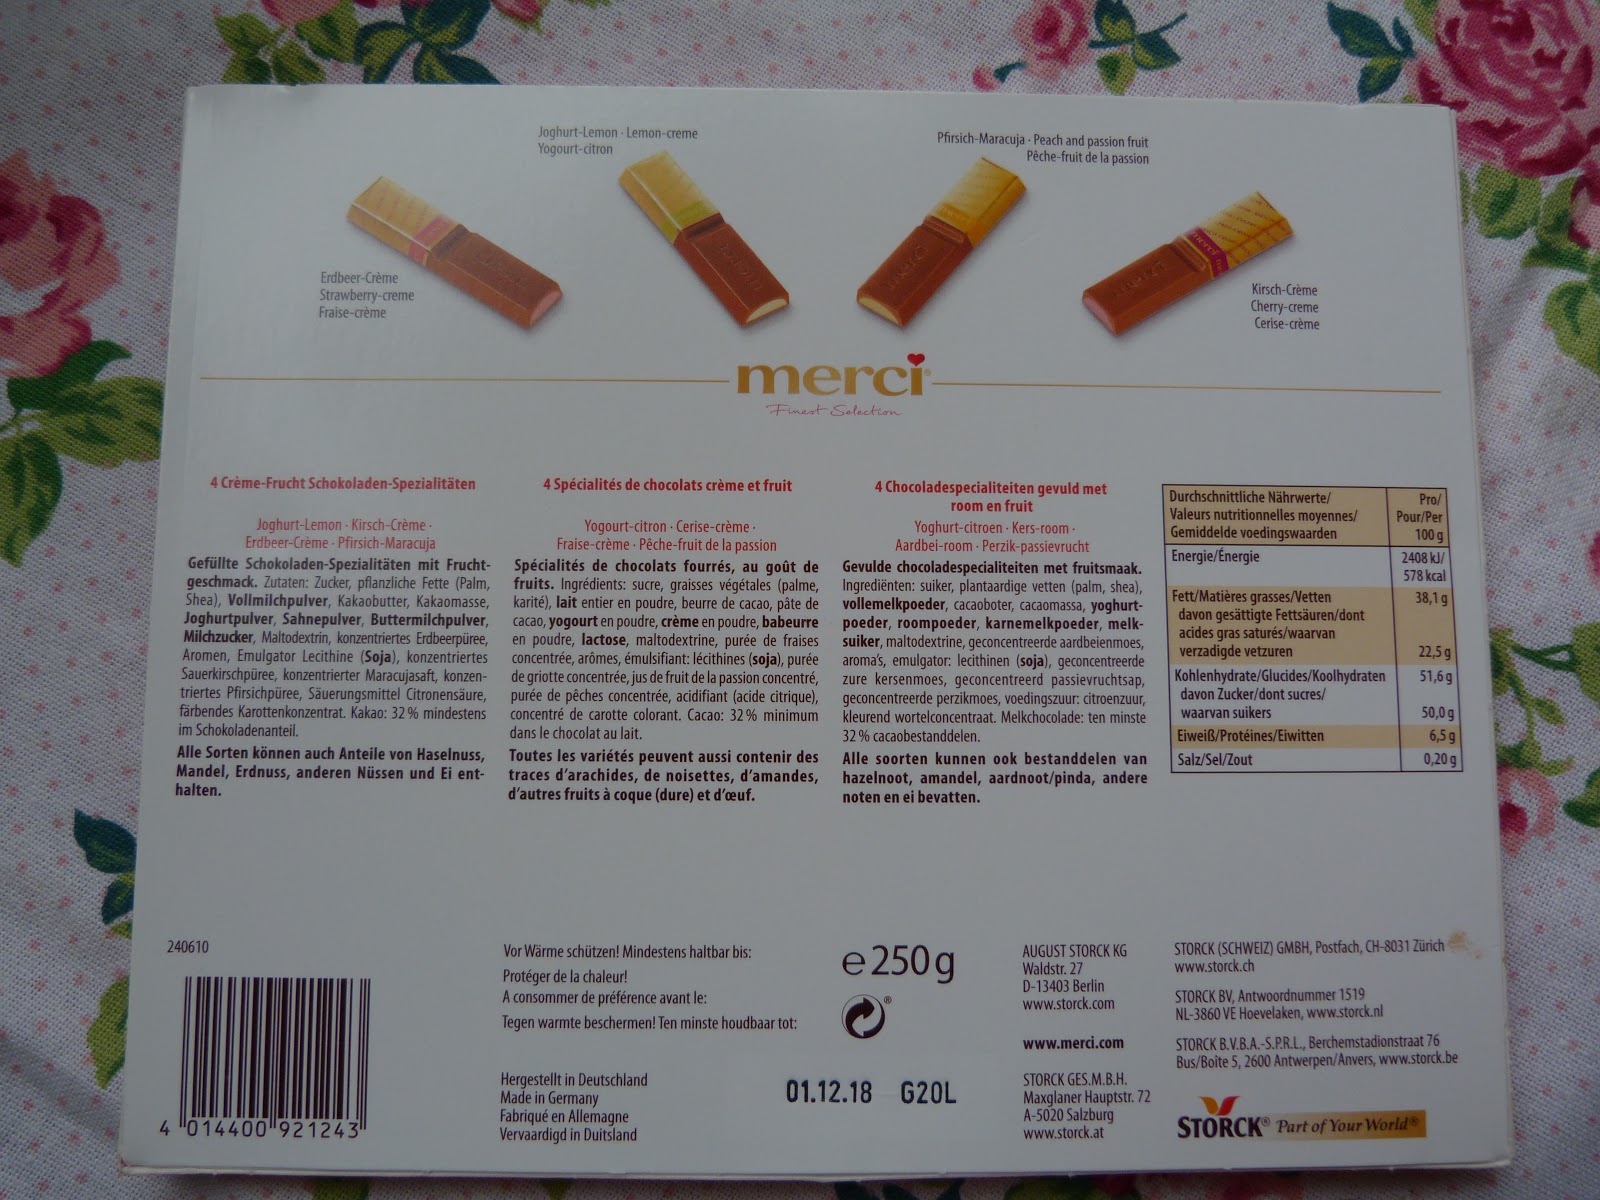 Joghurt-Lemon · Lemon-creme
Yogourt-citron
Pfirsich-Maracuja · Peach and passion fruit
Pêche-fruit de la passion
Erdbeer-Crème
Strawberry-creme
Fraise-crème
Kirsch-Crème
Cherry-creme
Cerise-crème
merci
Finest Selection
4 Crème-Frucht Schokoladen-Spezialitäten
Joghurt-Lemon · Kirsch-Crème ·
Erdbeer-Crème · Pfirsich-Maracuja
Gefüllte Schokoladen-Spezialitäten mit Frucht-
geschmack. Zutaten: Zucker, pflanzliche Fette (Palm,
Shea), Vollmilchpulver, Kakaobutter, Kakaomasse,
Joghurtpulver, Sahnepulver, Buttermilchpulver,
Milchzucker, Maltodextrin, konzentriertes Erdbeerpüree,
Aromen, Emulgator Lecithine (Soja), konzentriertes
Sauerkirschpüree, konzentrierter Maracujasaft, konzen-
triertes Pfirsichpüree, Säuerungsmittel Citronensäure,
färbendes Karottenkonzentrat. Kakao: 32 % mindestens
im Schokoladenanteil.
Alle Sorten können auch Anteile von Haselnuss,
Mandel, Erdnuss, anderen Nüssen und Ei ent-
halten.
4 Spécialités de chocolats crème et fruit
Yogourt-citron · Cerise-crème ·
Fraise-crème · Pêche-fruit de la passion
Spécialités de chocolats fourrés, au goût de
fruits. Ingrédients: sucre, graisses végétales (palme,
karité), lait entier en poudre, beurre de cacao, pâte de
cacao, yogourt en poudre, crème en poudre, babeurre
en poudre, lactose, maltodextrine, purée de fraises
concentrée, arômes, émulsifiant: lécithines (soja), purée
de griotte concentrée, jus de fruit de la passion concentré,
purée de pêches concentrée, acidifiant (acide citrique),
concentré de carotte colorant. Cacao: 32 % minimum
dans le chocolat au lait.
Toutes les variétés peuvent aussi contenir des
traces d'arachides, de noisettes, d'amandes,
d'autres fruits à coque (dure) et d'œuf.
4 Chocoladespecialiteiten gevuld met
room en fruit
Yoghurt-citroen · Kers-room ·
Aardbei-room · Perzik-passievrucht
Gevulde chocoladespecialiteiten met fruitsmaak.
Ingrediënten: suiker, plantaardige vetten (palm, shea),
vollemelkpoeder, cacaoboter, cacaomassa, yoghurt-
poeder, roompoeder, karnemelkpoeder, melk-
suiker, maltodextrine, geconcentreerde aardbeienmoes,
aroma's, emulgator: lecithinen (soja), geconcentreerde
zure kersenmoes, geconcentreerd passievruchtsap,
geconcentreerde perzikmoes, voedingszuur: citroenzuur,
kleurend wortelconcentraat. Melkchocolade: ten minste
32 % cacaobestanddelen.
Alle soorten kunnen ook bestanddelen van
hazelnoot, amandel, aardnoot/pinda, andere
noten en ei bevatten.
Durchschnittliche Nährwerte/ Pro/
Valeurs nutritionnelles moyennes/ Pour/Per
Gemiddelde voedingswaarden 100 g
Energie/Énergie 2408 kJ/
578 kcal
Fett/Matières grasses/Vetten 38,1 g
davon gesättigte Fettsäuren/dont
acides gras saturés/waarvan
verzadigde vetzuren 22,5 g
Kohlenhydrate/Glucides/Koolhydraten 51,6 g
davon Zucker/dont sucres/
waarvan suikers 50,0 g
Eiweiß/Protéines/Eiwitten 6,5 g
Salz/Sel/Zout 0,20 g
240610
4 014400 921243
Vor Wärme schützen! Mindestens haltbar bis:
Protéger de la chaleur!
A consommer de préférence avant le:
Tegen warmte beschermen! Ten minste houdbaar tot:
Hergestellt in Deutschland
Made in Germany
Fabriqué en Allemagne
Vervaardigd in Duitsland
e 250 g
®
01.12.18 G20L
AUGUST STORCK KG
Waldstr. 27
D-13403 Berlin
www.storck.com
www.merci.com
STORCK GES.M.B.H.
Maxglaner Hauptstr. 72
A-5020 Salzburg
www.storck.at
STORCK (SCHWEIZ) GMBH, Postfach, CH-8031 Zürich
www.storck.ch
STORCK BV, Antwoordnummer 1519
NL-3860 VE Hoevelaken, www.storck.nl
STORCK B.V.B.A.-S.P.R.L., Berchemstadionstraat 76
Bus/Boîte 5, 2600 Antwerpen/Anvers, www.storck.be
STORCK® Part of Your World®